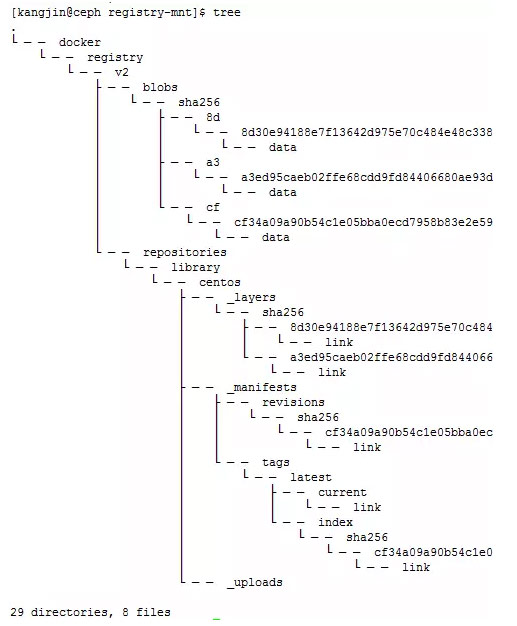 [kangjin@ceph registry-mnt]$ tree
.
└── docker
└── registry
└── v2
├── blobs
└── sha256
├── 8d
└── 8d30e94188e7f13642d975e70c484e48c338
└── data
├── a3
└── a3ed95caeb02ffe68cdd9fd84406680ae93d
└── data
└── cf
└── cf34a09a90b54c1e05bba0ecd7958b83e2e59
└── data
└── repositories
└── library
└── centos
├── _layers
└── sha256
├── 8d30e94188e7f13642d975e70c484
└── link
└── a3ed95caeb02ffe68cdd9fd844066
└── link
├── _manifests
├── revisions
└── sha256
└── cf34a09a90b54c1e05bba0ec
└── link
└── tags
└── latest
├── current
└── link
└── index
└── sha256
└── cf34a09a90b54c1e0
└── link
└── _uploads
29 directories, 8 files